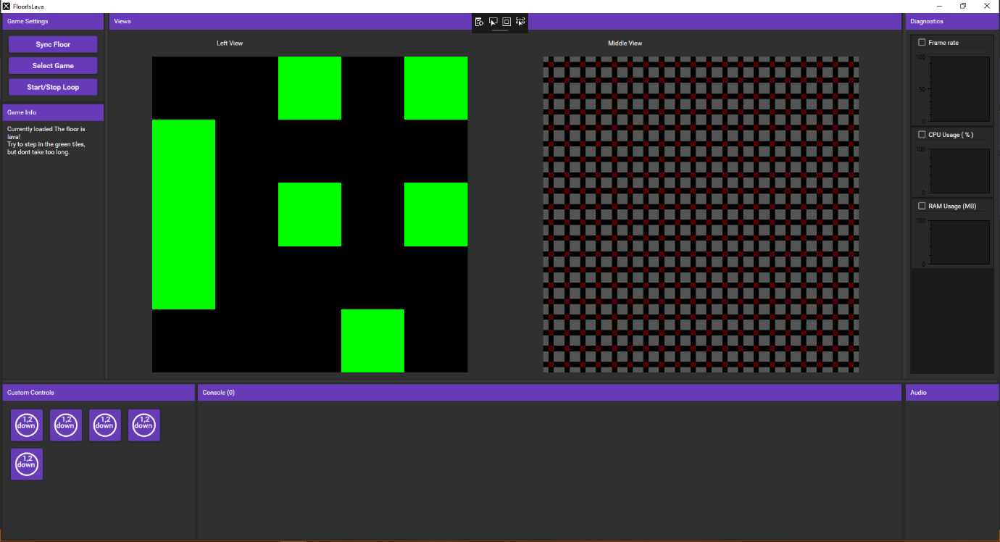 FloorIsLava
Game Settings
Sync Floor
Select Game
Start/Stop Loop
Game Info
Currently loaded The floor is
lava!
Try to step in the green tiles,
but dont take too long.
Views
Left View
Middle View
Diagnostics
Frame rate
100
50
0
CPU Usage ( % )
100
0
RAM Usage (MB)
100
0
Custom Controls
1,2
down
1,2
down
1,2
down
1,2
down
1,2
down
Console (0)
Audio